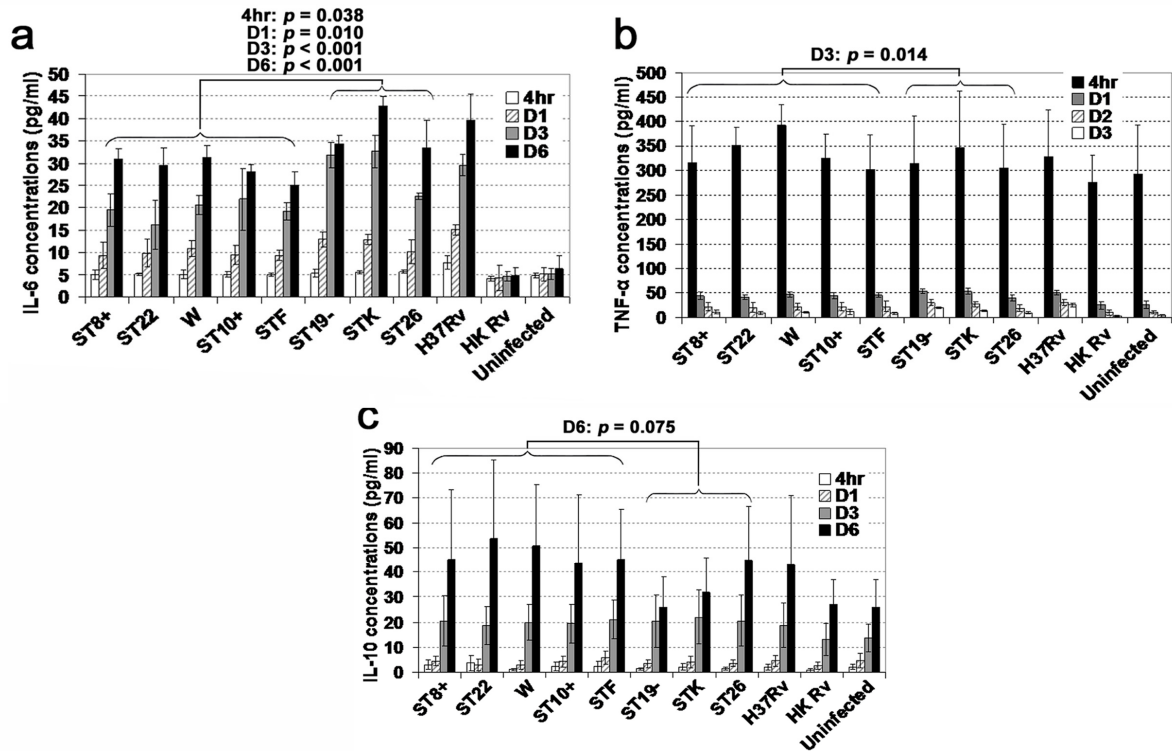 a
4hr: p = 0.038
D1: p = 0.010
D3: p < 0.001
D6: p < 0.001
IL-6 concentrations (pg/ml)
50
45
40
35
30
25
20
15
10
5
0
4hr
D1
D3
D6
ST8+ ST22 W ST10+ STF ST19- STK ST26 H37Rv HK Rv Uninfected
b
D3: p = 0.014
TNF-α concentrations (pg/ml)
500
450
400
350
300
250
200
150
100
50
0
4hr
D1
D2
D3
ST8+ ST22 W ST10+ STF ST19- STK ST26 H37Rv HK Rv Uninfected
c
D6: p = 0.075
IL-10 concentrations (pg/ml)
90
80
70
60
50
40
30
20
10
0
4hr
D1
D3
D6
ST8+ ST22 W ST10+ STF ST19- STK ST26 H37Rv HK Rv Uninfected